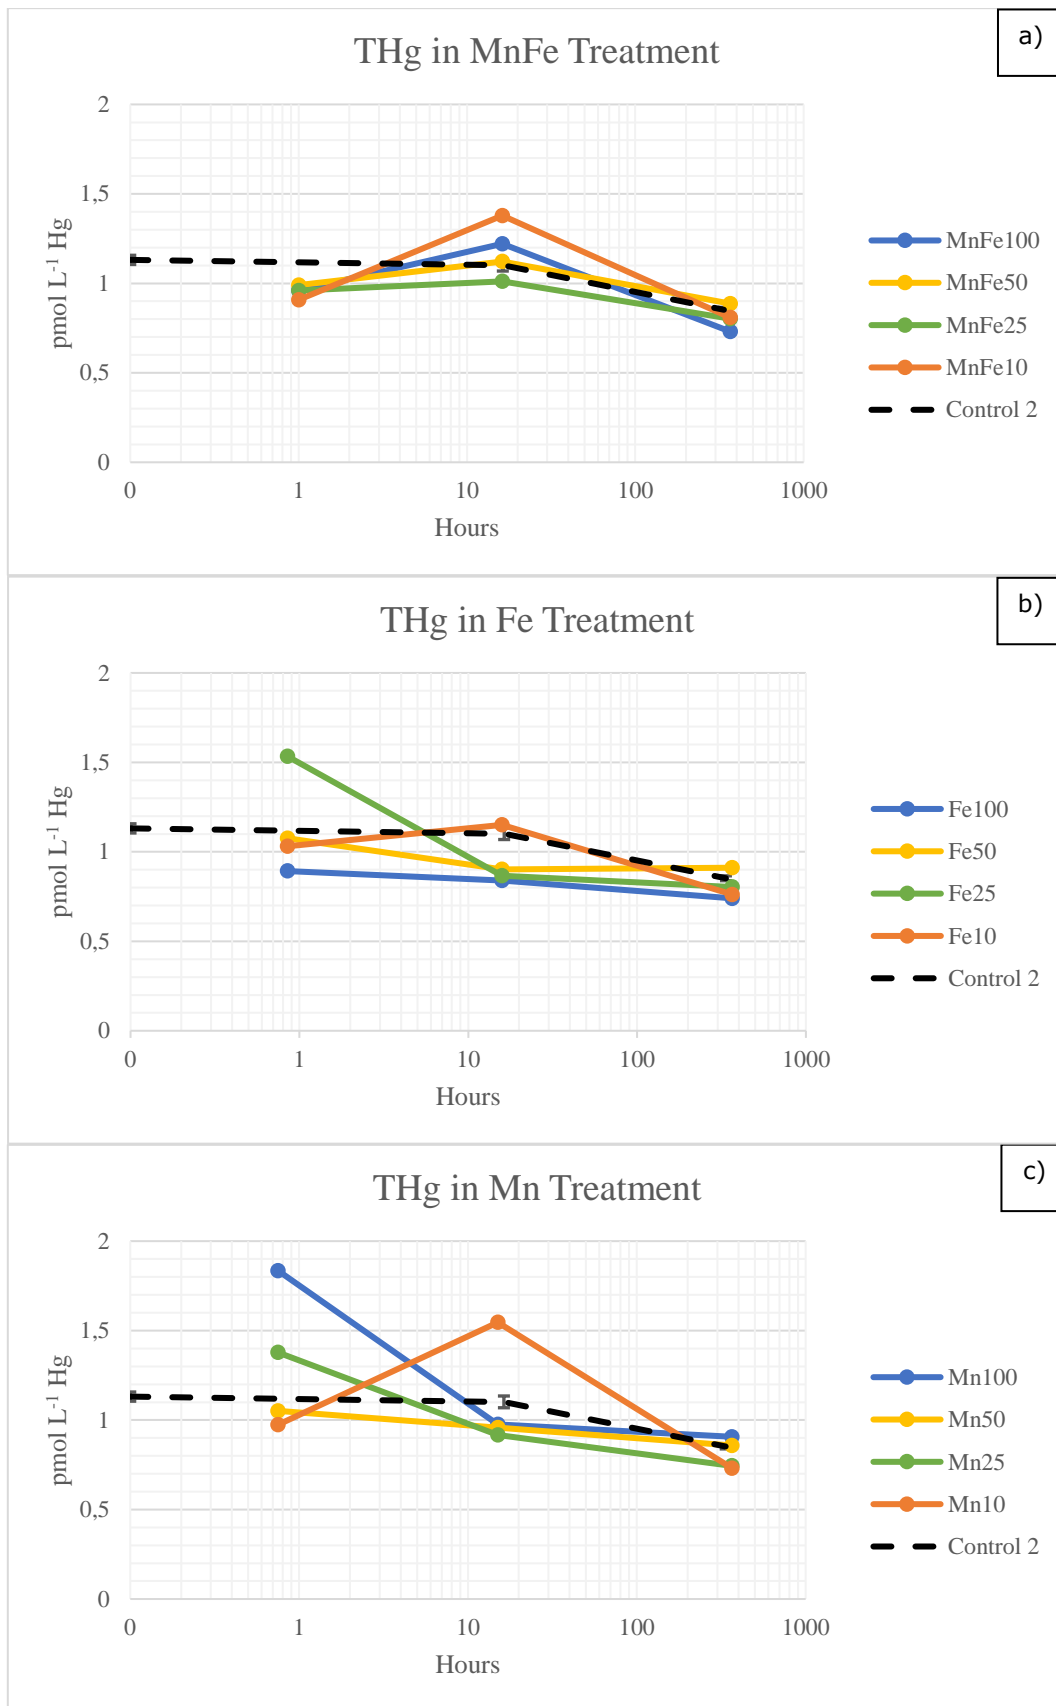 a)
THg in MnFe Treatment
2
1,5
1
0,5
0
pmol L⁻¹ Hg
0 1 10 100 1000
Hours
MnFe100
MnFe50
MnFe25
MnFe10
Control 2
b)
THg in Fe Treatment
2
1,5
1
0,5
0
pmol L⁻¹ Hg
0 1 10 100 1000
Hours
Fe100
Fe50
Fe25
Fe10
Control 2
c)
THg in Mn Treatment
2
1,5
1
0,5
0
pmol L⁻¹ Hg
0 1 10 100 1000
Hours
Mn100
Mn50
Mn25
Mn10
Control 2